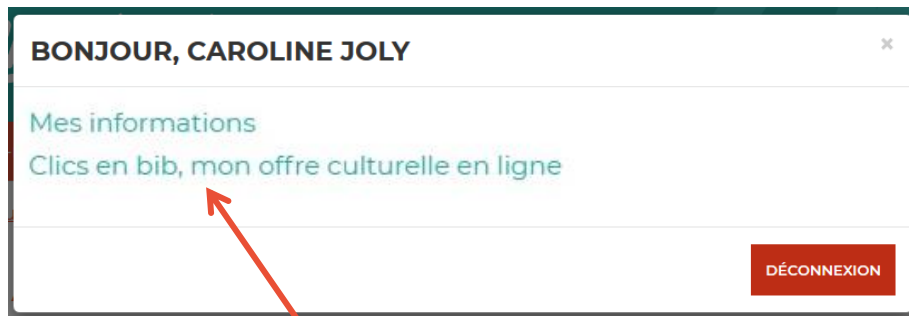 BONJOUR, CAROLINE JOLY ×
Mes informations
Clics en bib, mon offre culturelle en ligne
DÉCONNEXION